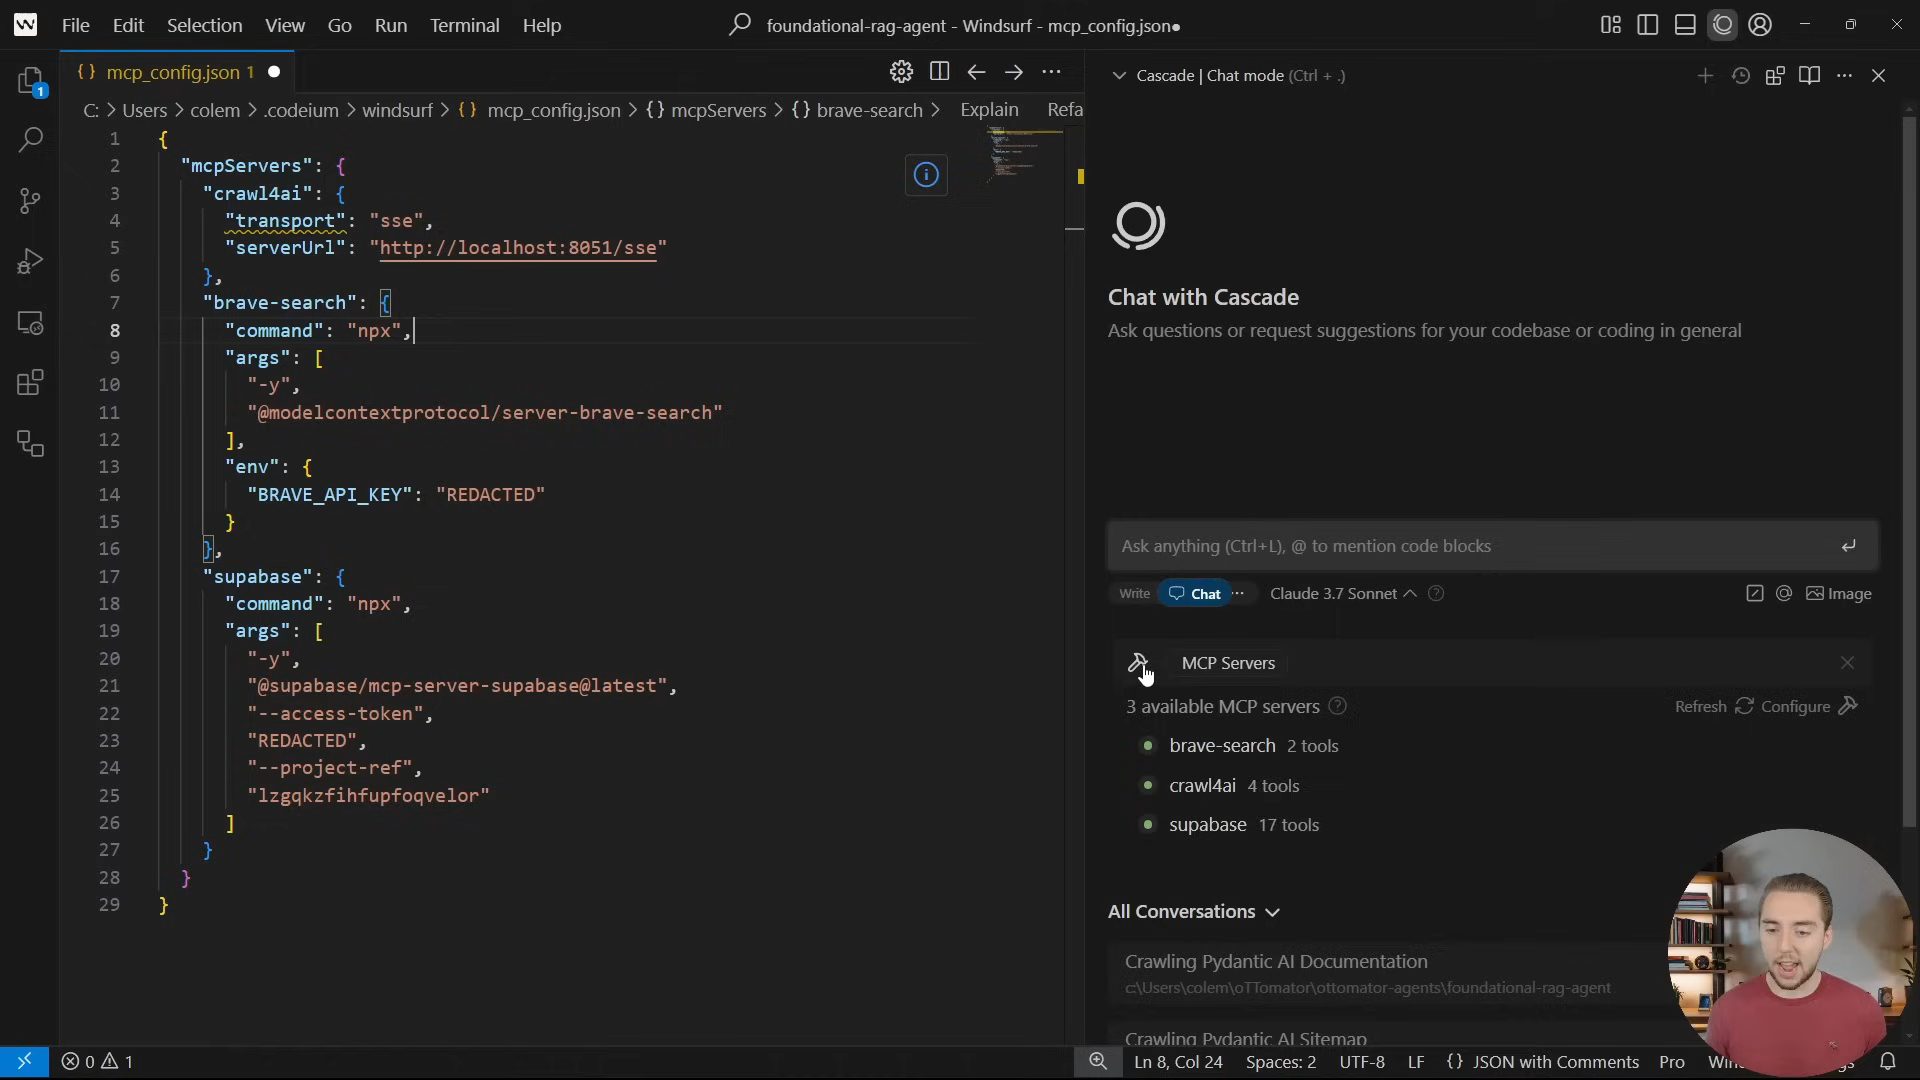 File Edit Selection View Go Run Terminal Help
foundational-rag-agent - Windsurf - mcp_config.json●
{} mcp_config.json 1
C: > Users > colem > .codeium > windsurf > {} mcp_config.json > {} mcpServers > {} brave-search > Explain Refa
1 {
2 "mcpServers": {
3 "crawl4ai": {
4 "transport": "sse",
5 "serverUrl": "http://localhost:8051/sse"
6 },
7 "brave-search": {
8 "command": "npx",
9 "args": [
10 "-y",
11 "@modelcontextprotocol/server-brave-search"
12 ],
13 "env": {
14 "BRAVE_API_KEY": "REDACTED"
15 }
16 },
17 "supabase": {
18 "command": "npx",
19 "args": [
20 "-y",
21 "@supabase/mcp-server-supabase@latest",
22 "--access-token",
23 "REDACTED",
24 "--project-ref",
25 "lzgqkzfihfupfoqvelor"
26 ]
27 }
28 }
29 }
Cascade | Chat mode (Ctrl + .)
Chat with Cascade
Ask questions or request suggestions for your codebase or coding in general
Ask anything (Ctrl+L), @ to mention code blocks
Write Chat Claude 3.7 Sonnet Image
MCP Servers
3 available MCP servers Refresh Configure
brave-search 2 tools
crawl4ai 4 tools
supabase 17 tools
All Conversations
Crawling Pydantic AI Documentation
c:\Users\colem\oTTomator\ottomator-agents\foundational-rag-agent
Crawling Pydantic AI Sitemap
0 1 Ln 8, Col 24 Spaces: 2 UTF-8 LF {} JSON with Comments Pro
1